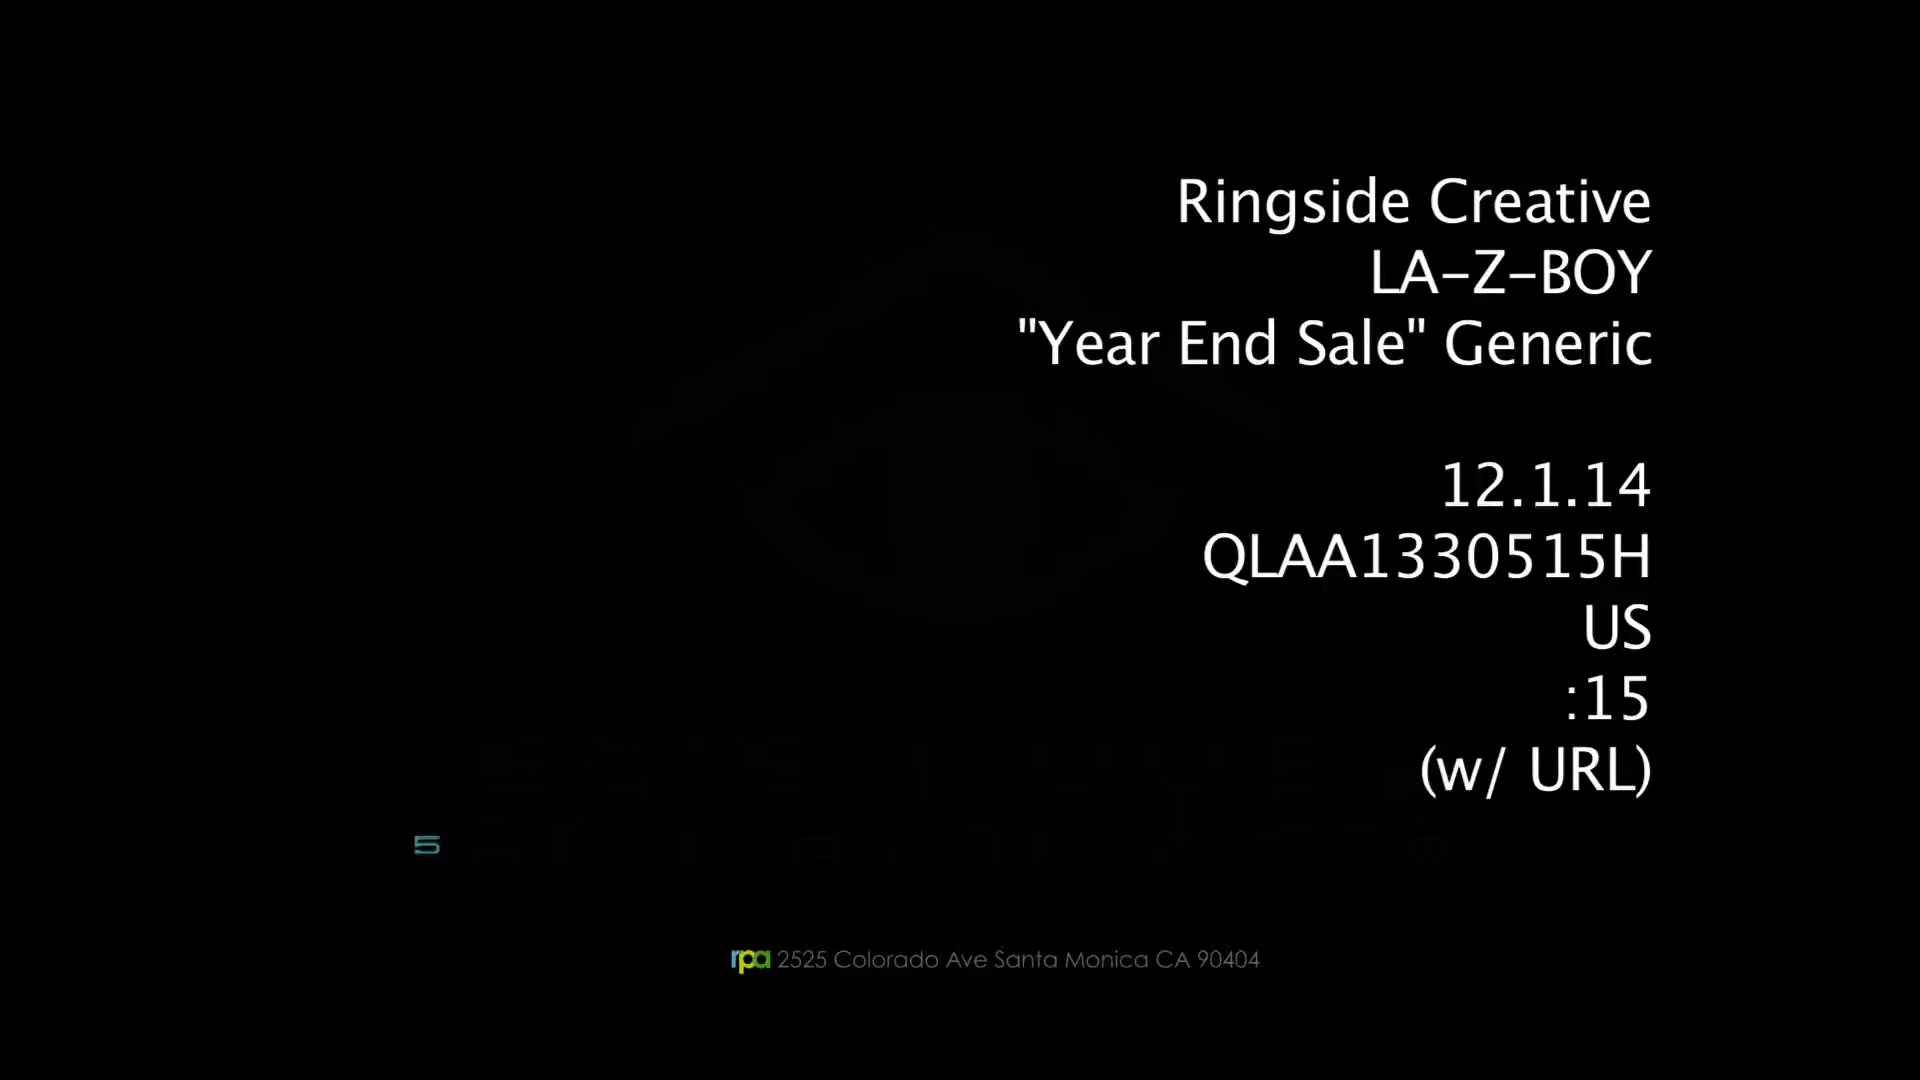 Ringside Creative
LA-Z-BOY
"Year End Sale" Generic
12.1.14
QLAA1330515H
US
:15
(w/ URL)
5
rpa 2525 Colorado Ave Santa Monica CA 90404